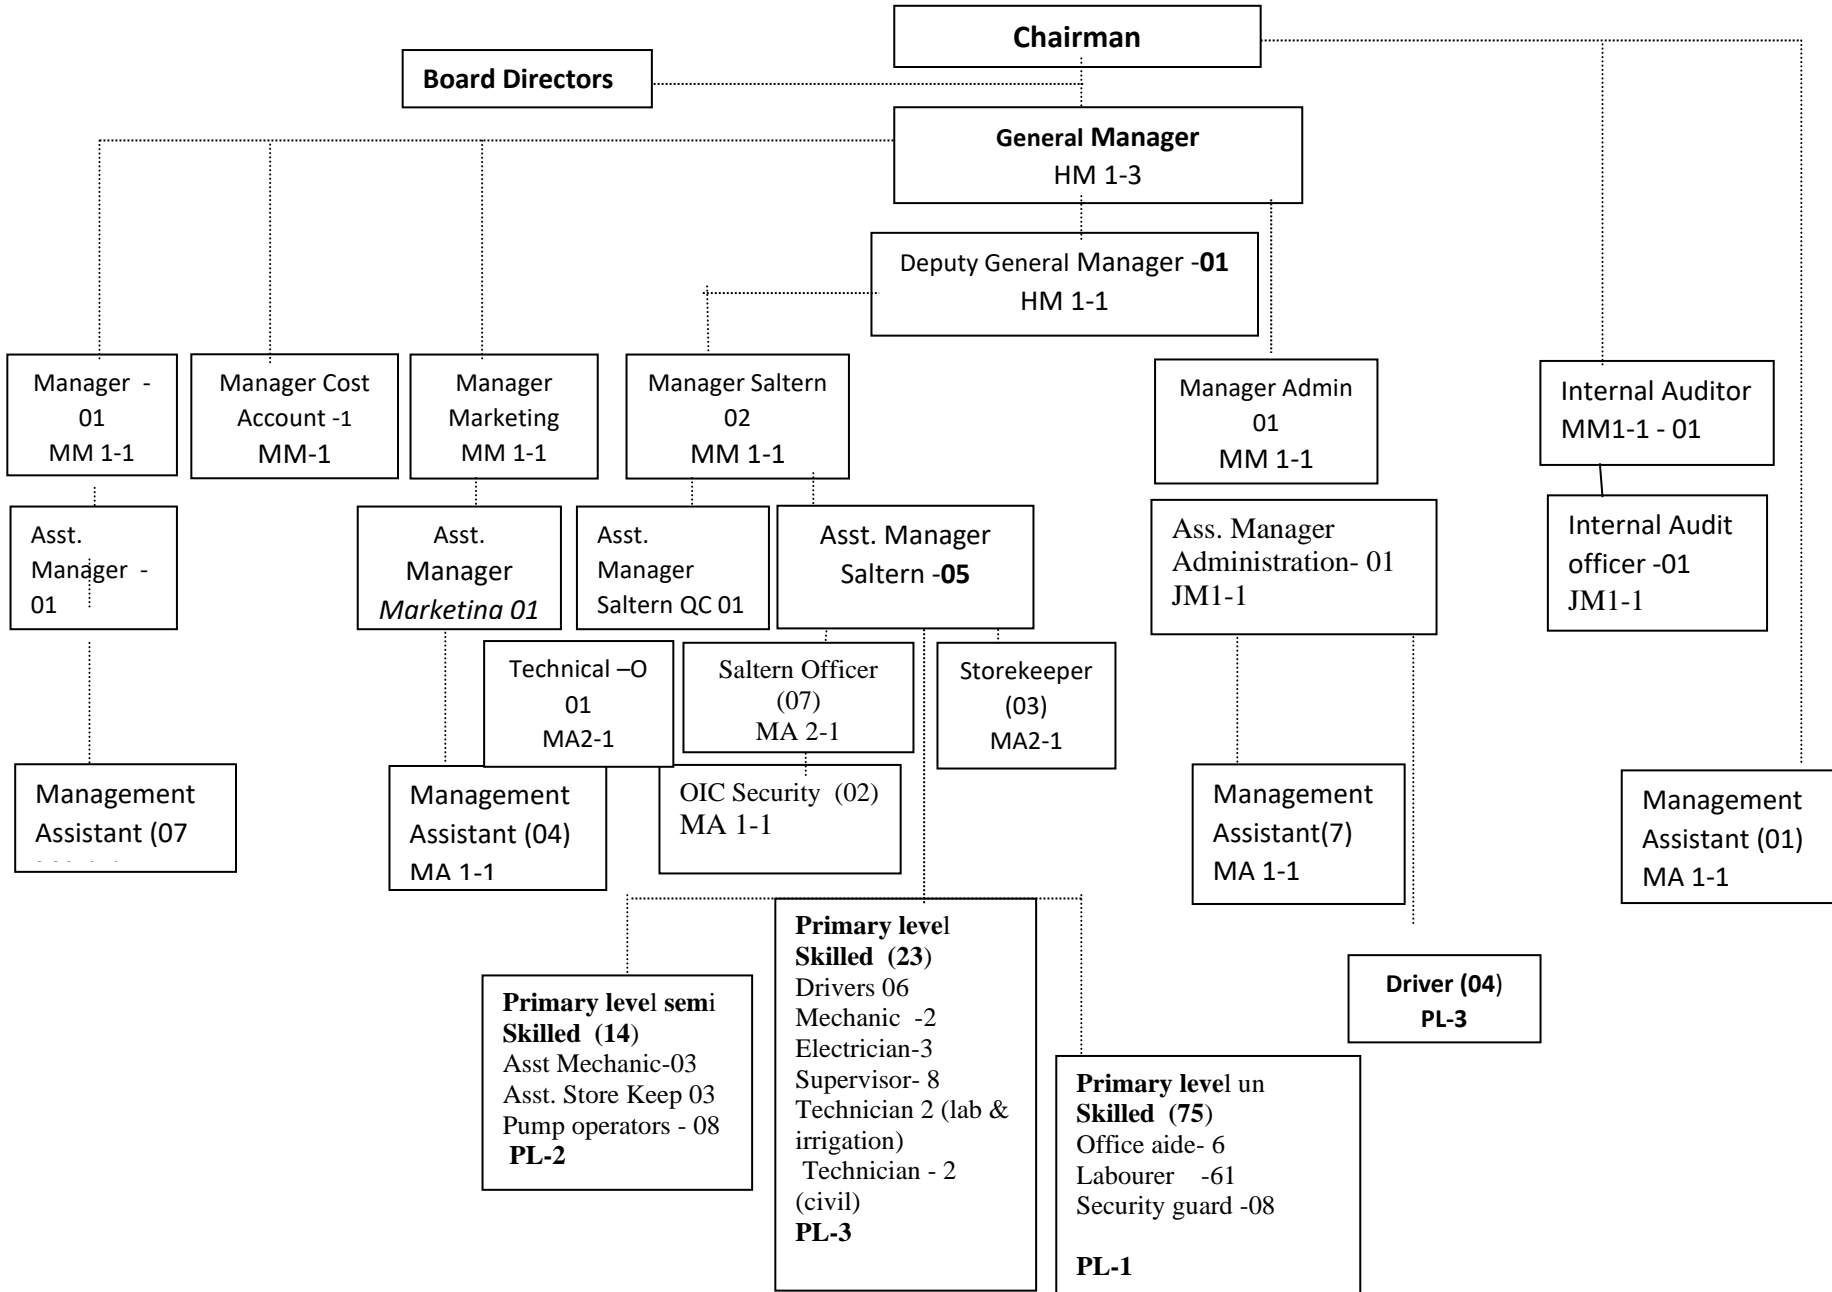 Chairman
Board Directors
General Manager
HM 1-3
Deputy General Manager -01
HM 1-1
Manager -
01
MM 1-1
Manager Cost
Account -1
MM-1
Manager
Marketing
MM 1-1
Manager Saltern
02
MM 1-1
Manager Admin
01
MM 1-1
Internal Auditor
MM1-1 - 01
Asst.
Manager -
01
Asst.
Manager
Marketina 01
Asst.
Manager
Saltern QC 01
Asst. Manager
Saltern -05
Ass. Manager
Administration- 01
JM1-1
Internal Audit
officer -01
JM1-1
Technical –O
01
MA2-1
Saltern Officer
(07)
MA 2-1
Storekeeper
(03)
MA2-1
Management
Assistant (07
Management
Assistant (04)
MA 1-1
OIC Security (02)
MA 1-1
Management
Assistant(7)
MA 1-1
Management
Assistant (01)
MA 1-1
Primary level semi
Skilled (14)
Asst Mechanic-03
Asst. Store Keep 03
Pump operators - 08
PL-2
Primary level
Skilled (23)
Drivers 06
Mechanic -2
Electrician-3
Supervisor- 8
Technician 2 (lab &
irrigation)
Technician - 2
(civil)
PL-3
Primary level un
Skilled (75)
Office aide- 6
Labourer -61
Security guard -08
PL-1
Driver (04)
PL-3